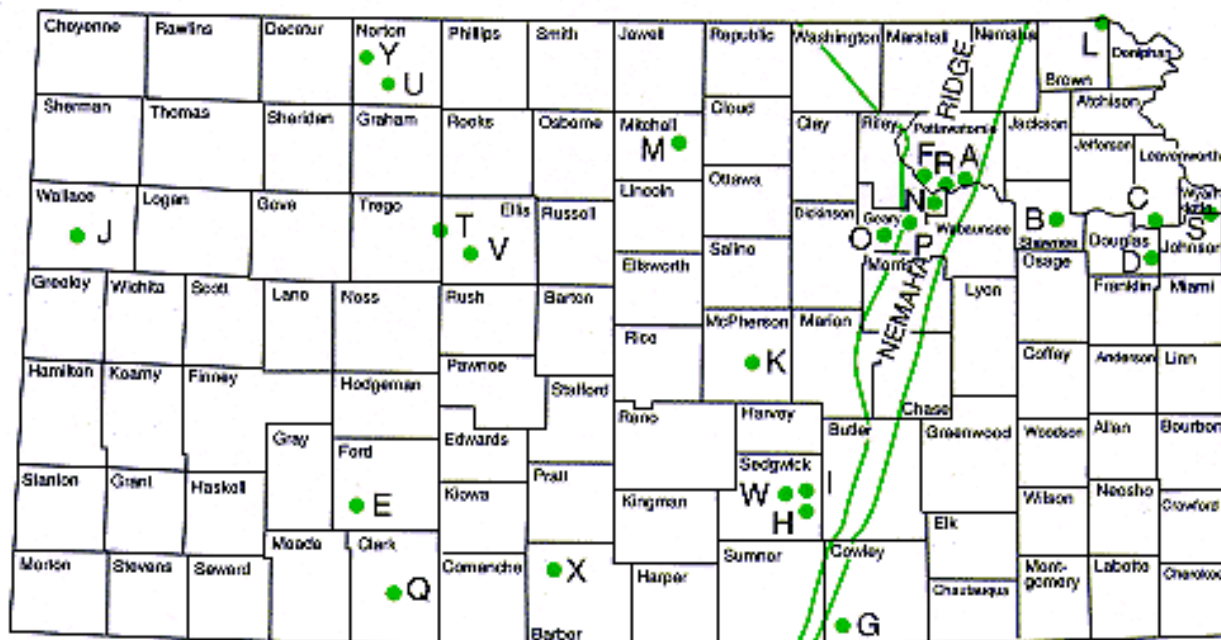 Cheyenne Rawlins Decatur Norton Phillips Smith Jewell Republic Washington Marshall Nemaha
Y U L Doniphan
Brown
RIDGE
Sherman Thomas Sheridan Graham Rooks Osborne Mitchell Cloud Clay Riley Pottawatomie Jackson Atchison
M F R A Jefferson Leavenworth
Wallace Logan Gove Trego Ellis Russell Lincoln Ottawa Dickinson Geary Wabaunsee Shawnee Douglas Johnson
J T V O N P B C D S
Saline Ellsworth Morris Osage
Greeley Wichita Scott Lane Ness Rush Barton Lyon Franklin Miami
NEMAHA
McPherson Marion Rice
K
Hamilton Kearny Finney Hodgeman Pawnee Stafford Coffey Anderson Linn
Reno Harvey Chase Butler Greenwood Woodson Allen Bourbon
Gray Ford Edwards
Stanton Grant Haskell Kiowa Pratt Kingman Sedgwick Wilson Neosho Crawford
E W I H
Elk
Morton Stevens Seward Meade Clark Comanche Barber Harper Sumner Cowley Chautauqua Mont-
gomery Labette Cherokee
Q X G